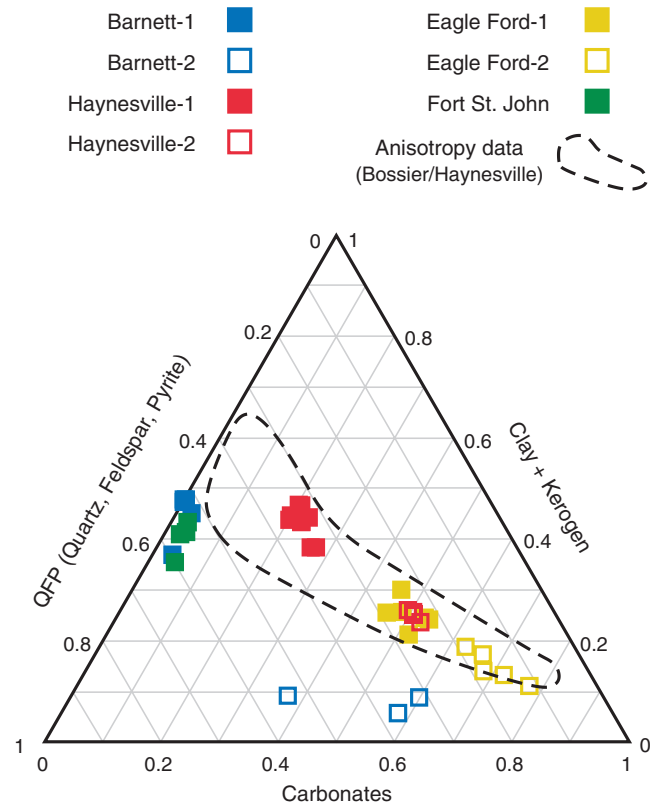 Barnett-1
Barnett-2
Haynesville-1
Haynesville-2
Eagle Ford-1
Eagle Ford-2
Fort St. John
Anisotropy data
(Bossier/Haynesville)
0 1
0.2 0.8
0.4 0.6
0.6 0.4
0.8 0.2
1 0
QFP (Quartz, Feldspar, Pyrite)
Clay + Kerogen
0 0.2 0.4 0.6 0.8 1
Carbonates